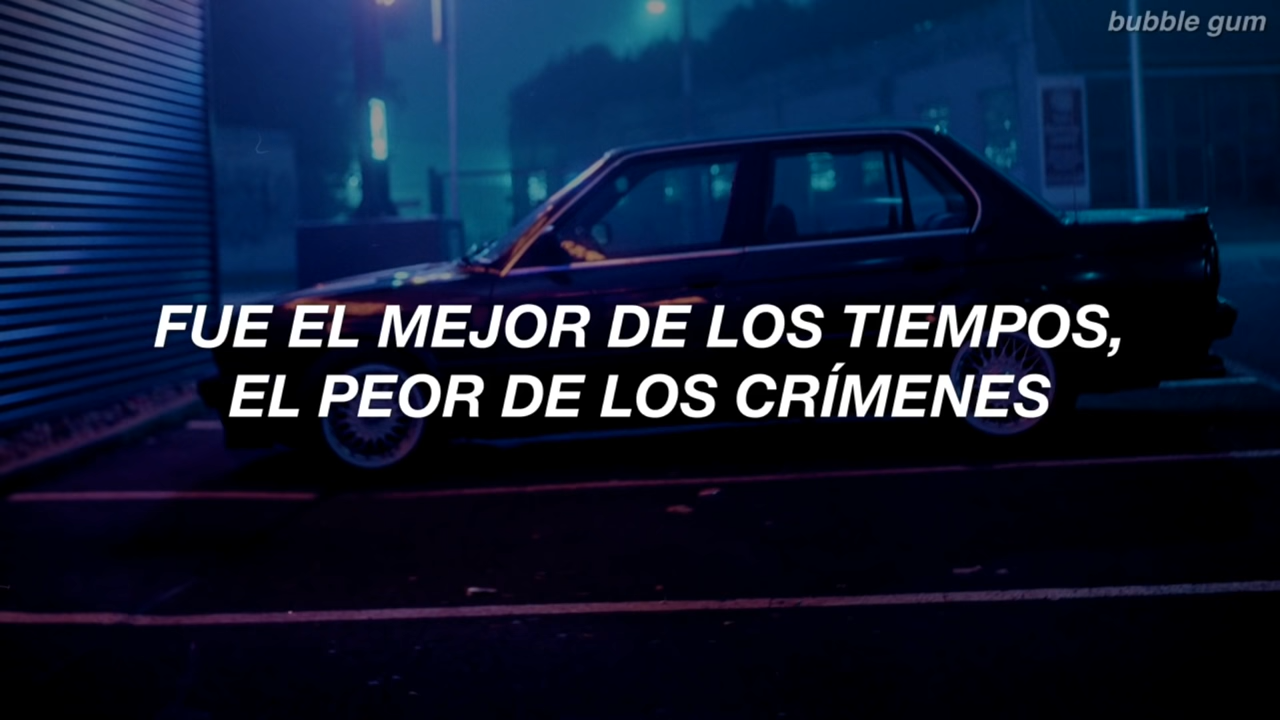 bubble gum
FUE EL MEJOR DE LOS TIEMPOS,
EL PEOR DE LOS CRÍMENES